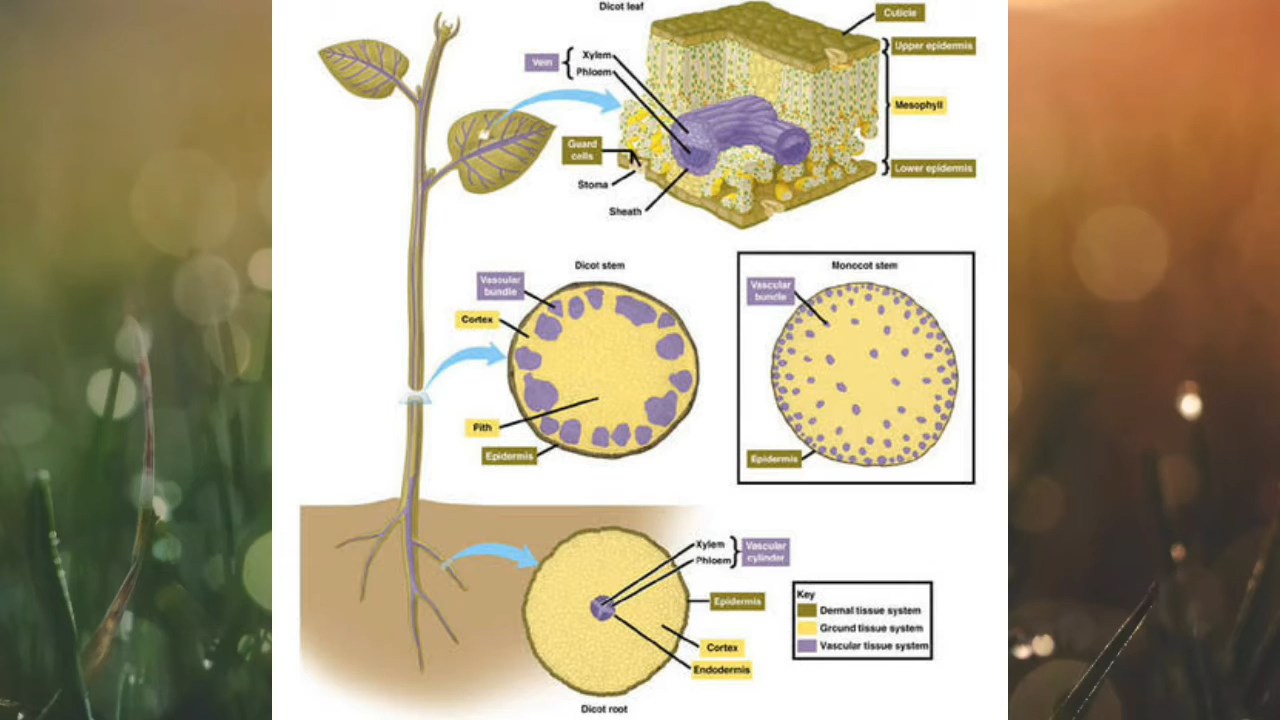 Dicot leaf
Cuticle
Upper epidermis
Vein
Xylem
Phloem
Mesophyll
Guard
cells
Lower epidermis
Stoma
Sheath
Dicot stem
Vascular
bundle
Cortex
Pith
Epidermis
Monocot stem
Vascular
bundle
Epidermis
Xylem
Phloem
Vascular
cylinder
Epidermis
Cortex
Endodermis
Dicot root
Key
Dermal tissue system
Ground tissue system
Vascular tissue system